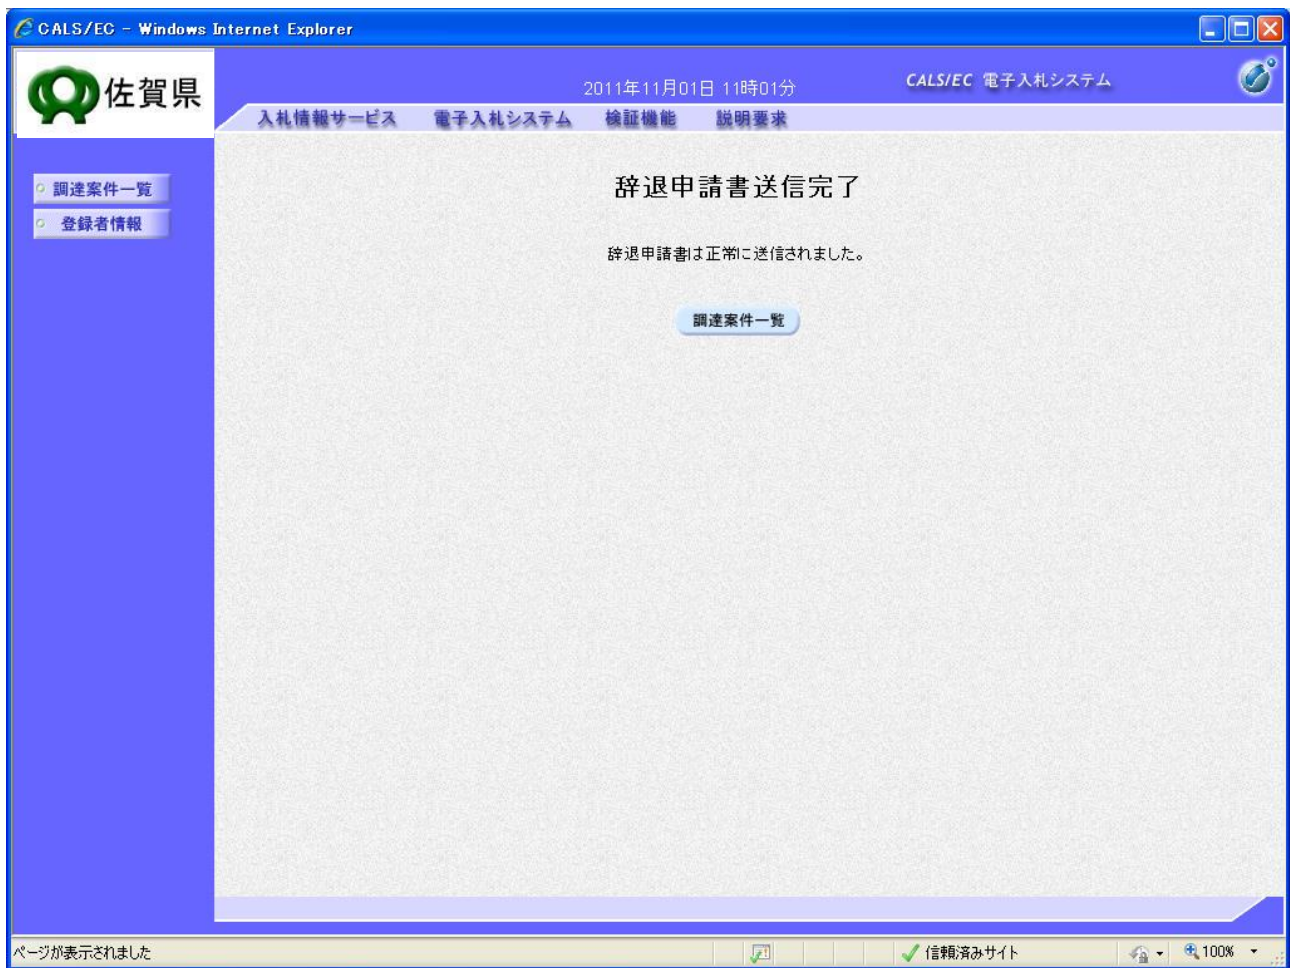 CALS/EC - Windows Internet Explorer
佐賀県
2011年11月01日 11時01分
CALS/EC 電子入札システム
入札情報サービス 電子入札システム 検証機能 説明要求
調達案件一覧
登録者情報
辞退申請書送信完了
辞退申請書は正常に送信されました。
調達案件一覧
ページが表示されました
信頼済みサイト
100%